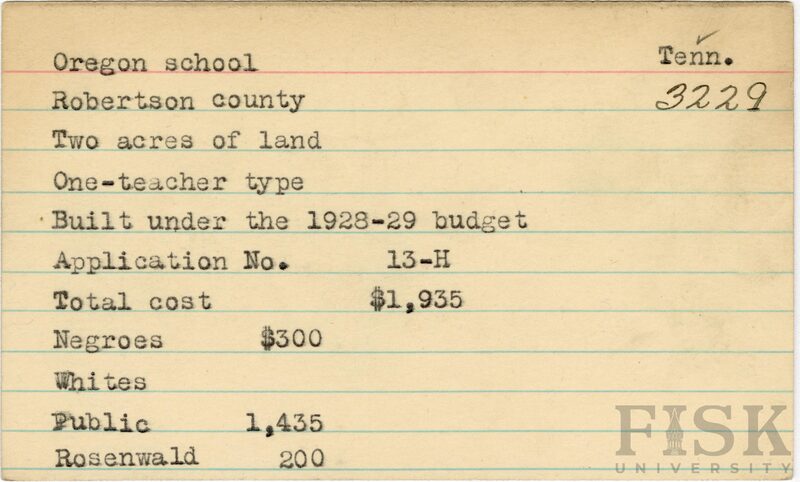 Oregon school Tenn.
Robertson county 3229
Two acres of land
One-teacher type
Built under the 1928-29 budget
Application No. 13-H
Total cost $1,935
Negroes $300
Whites
Public 1,435
Rosenwald 200
FISK
UNIVERSITY